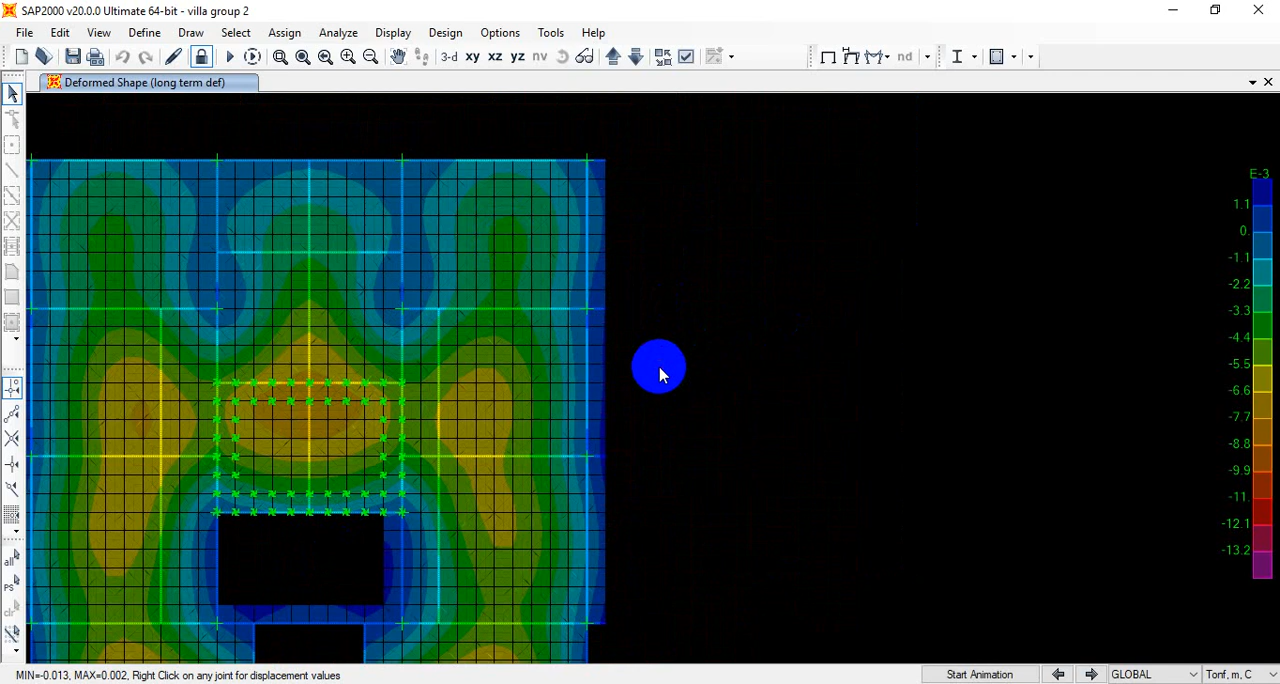 SAP2000 v20.0.0 Ultimate 64-bit - villa group 2
File Edit View Define Draw Select Assign Analyze Display Design Options Tools Help
3-d xy xz yz nv nd
Deformed Shape (long term def)
E-3
1.1
0.
-1.1
-2.2
-3.3
-4.4
-5.5
-6.6
-7.7
-8.8
-9.9
-11.
-12.1
-13.2
all
PS
clr
MIN=-0.013, MAX=0.002, Right Click on any joint for displacement values
Start Animation
GLOBAL
Tonf, m, C